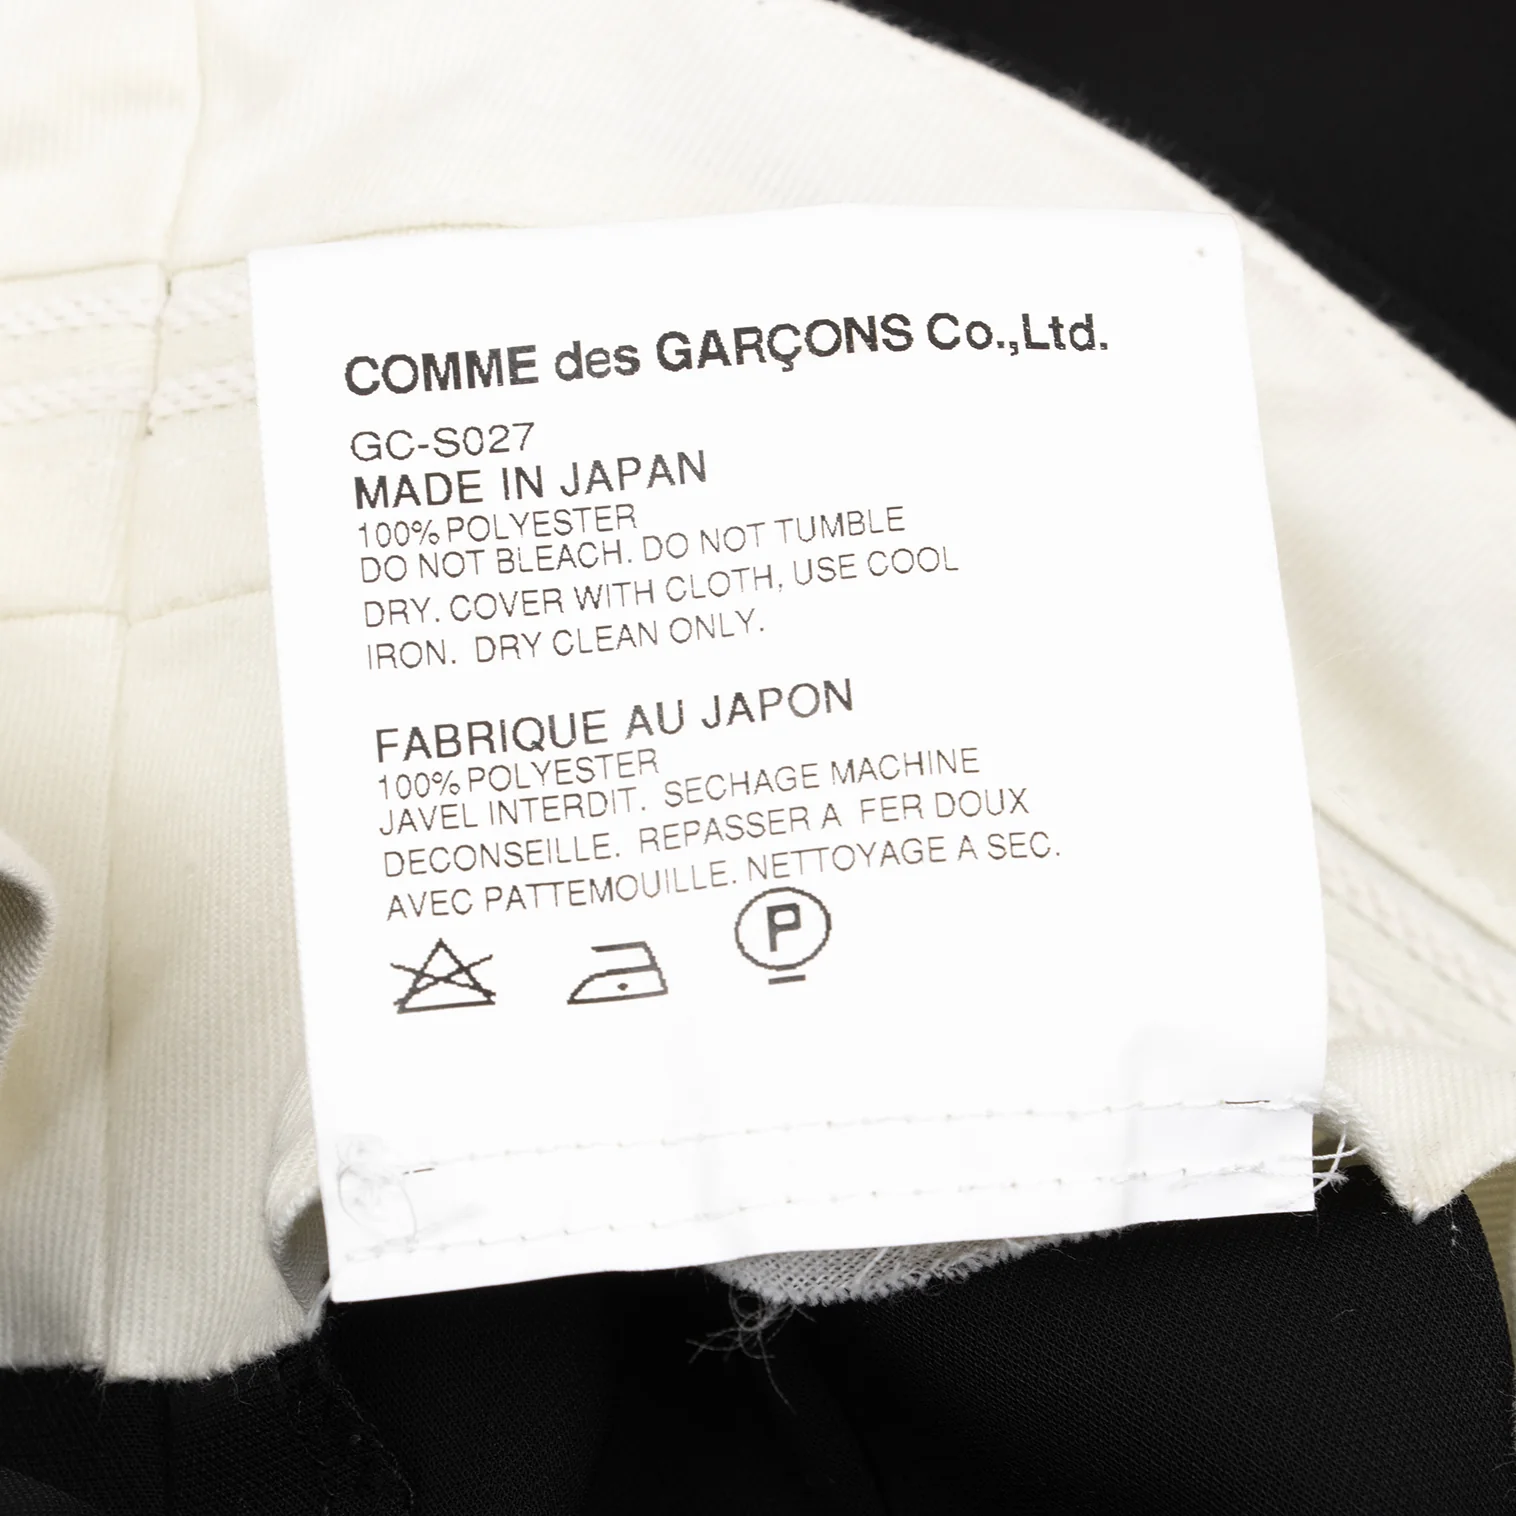 COMME des GARÇONS Co.,Ltd.
GC-S027
MADE IN JAPAN
100% POLYESTER
DO NOT BLEACH. DO NOT TUMBLE
DRY. COVER WITH CLOTH, USE COOL
IRON. DRY CLEAN ONLY.
FABRIQUE AU JAPON
100% POLYESTER
JAVEL INTERDIT. SECHAGE MACHINE
DECONSEILLE. REPASSER A FER DOUX
AVEC PATTEMOUILLE. NETTOYAGE A SEC.
P